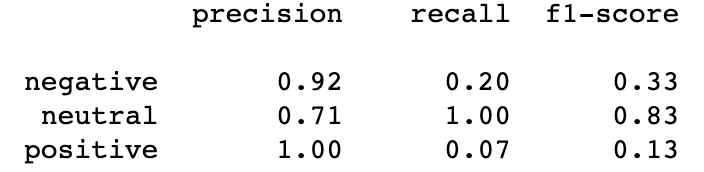 precision recall f1-score
negative 0.92 0.20 0.33
neutral 0.71 1.00 0.83
positive 1.00 0.07 0.13